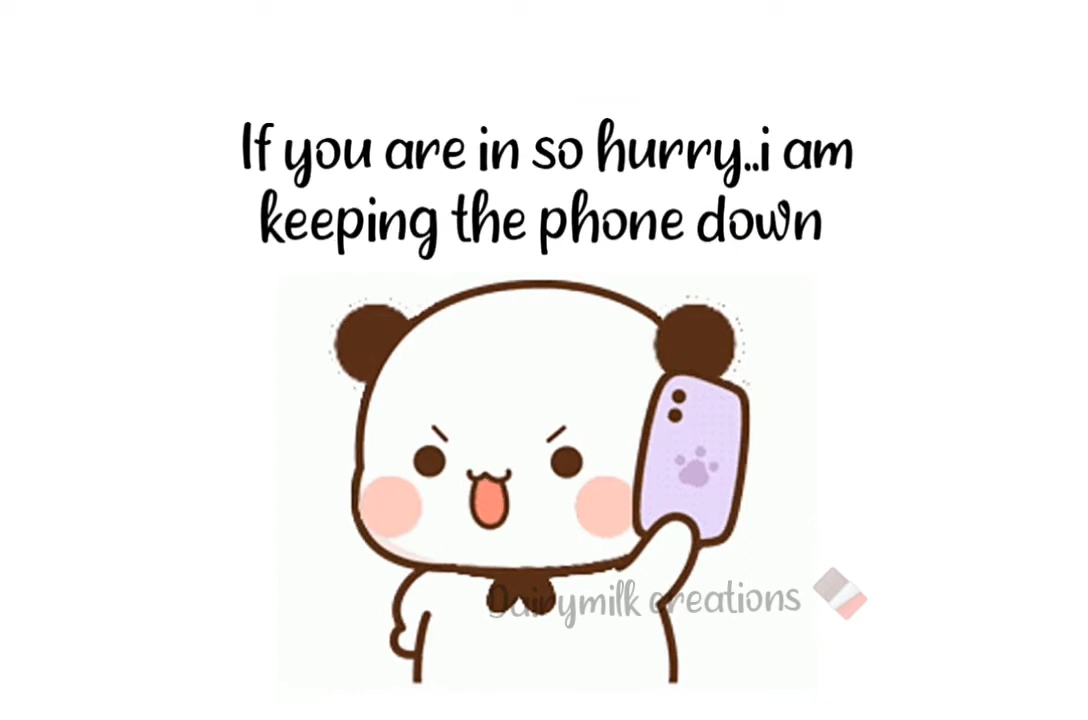 If you are in so hurry..i am
keeping the phone down
Dairymilk creations